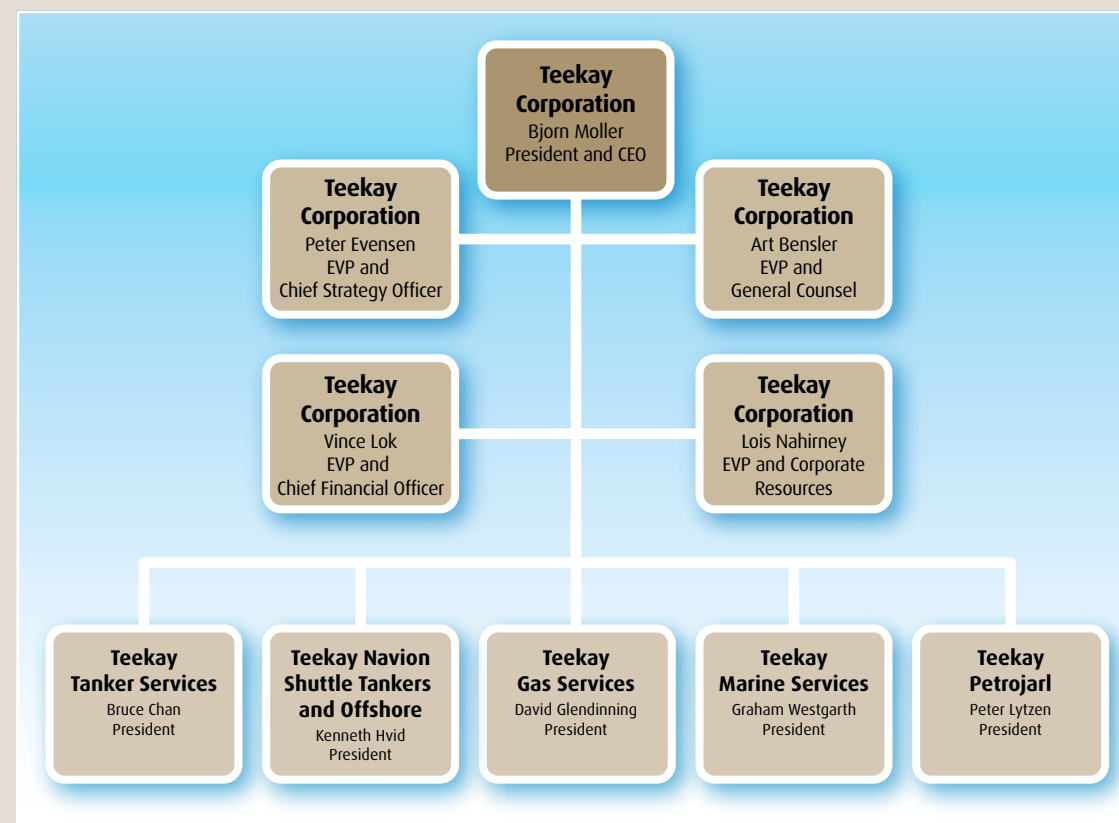 Teekay
Corporation
Bjorn Moller
President and CEO
Teekay
Corporation
Peter Evensen
EVP and
Chief Strategy Officer
Teekay
Corporation
Art Bensler
EVP and
General Counsel
Teekay
Corporation
Vince Lok
EVP and
Chief Financial Officer
Teekay
Corporation
Lois Nahirney
EVP and Corporate
Resources
Teekay
Tanker Services
Bruce Chan
President
Teekay Navion
Shuttle Tankers
and Offshore
Kenneth Hvid
President
Teekay
Gas Services
David Glendinning
President
Teekay
Marine Services
Graham Westgarth
President
Teekay
Petrojarl
Peter Lytzen
President